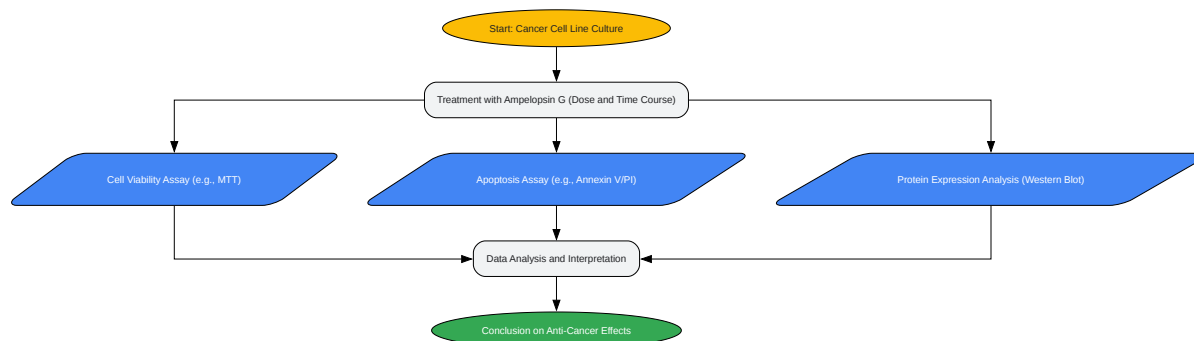 Start: Cancer Cell Line Culture
Treatment with Ampelopsin G (Dose and Time Course)
Cell Viability Assay (e.g., MTT)
Apoptosis Assay (e.g., Annexin V/PI)
Protein Expression Analysis (Western Blot)
Data Analysis and Interpretation
Conclusion on Anti-Cancer Effects